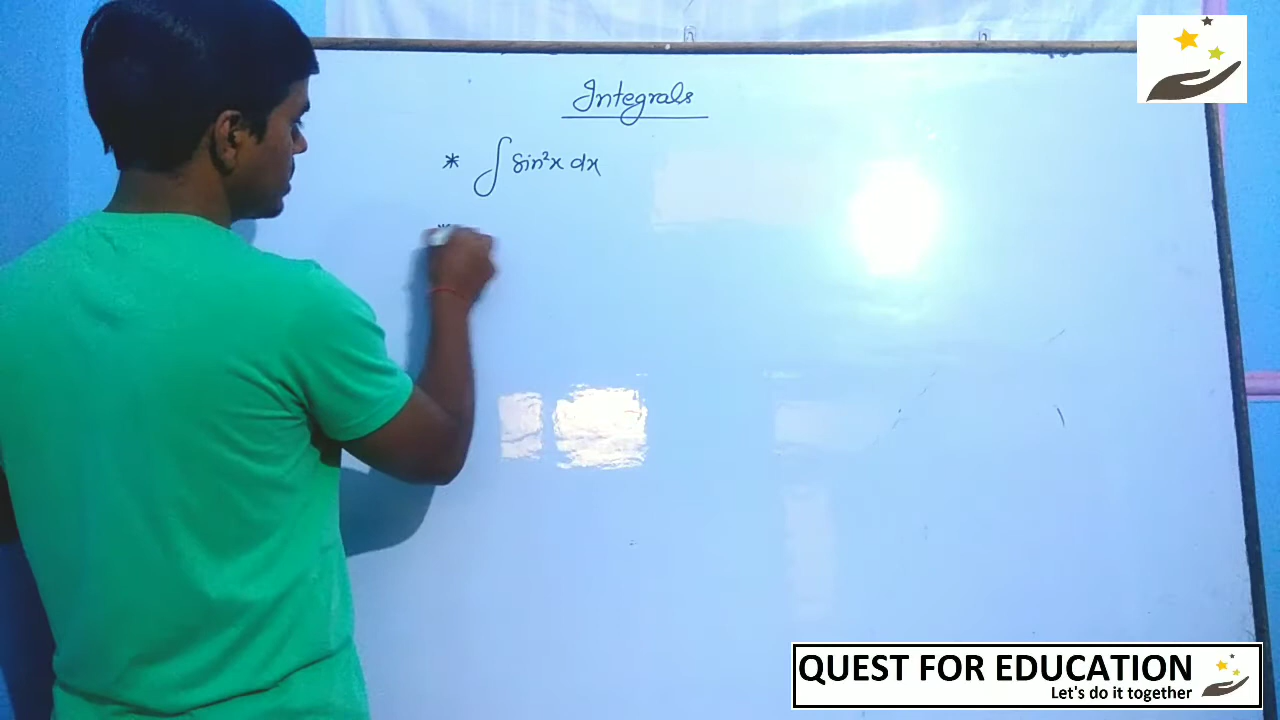 Integrals
* ∫ sin²x dx
*
QUEST FOR EDUCATION
Let's do it together